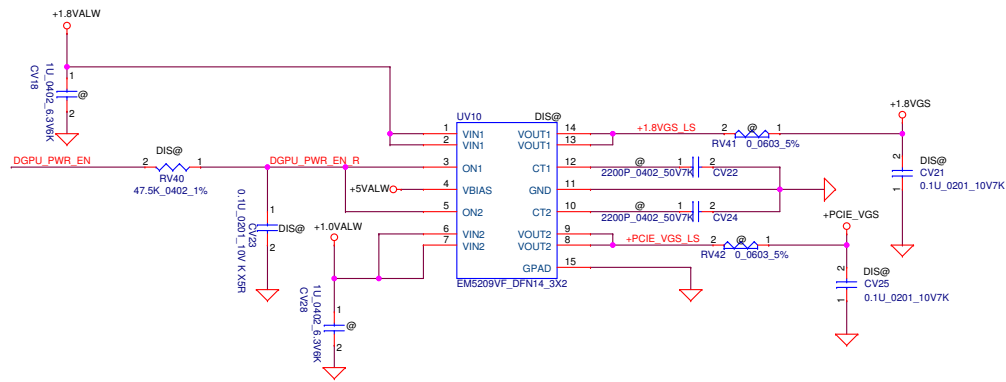 +1.8VALW
1
1U_0402_6.3V6K
CV18
@
2
DGPU_PWR_EN
2
DIS@
1
RV40
47.5K_0402_1%
DGPU_PWR_EN_R
1
0.1U_0201_10V K X5R
CV23
DIS@
2
+5VALW
+1.0VALW
1
1U_0402_6.3V6K
CV28
@
2
UV10
DIS@
1 VIN1 VOUT1 14
2 VIN1 VOUT1 13
3 ON1 CT1 12
4 VBIAS GND 11
5 ON2 CT2 10
6 VIN2 VOUT2 9
7 VIN2 VOUT2 8
GPAD 15
EM5209VF_DFN14_3X2
+1.8VGS_LS
2 @ 1
RV41 0_0603_5%
@ 1 2
2200P_0402_50V7K CV22
@ 1 2
2200P_0402_50V7K CV24
+PCIE_VGS_LS
2 @ 1
RV42 0_0603_5%
+1.8VGS
2
DIS@
CV21
1
0.1U_0201_10V7K
+PCIE_VGS
2
DIS@
CV25
1
0.1U_0201_10V7K